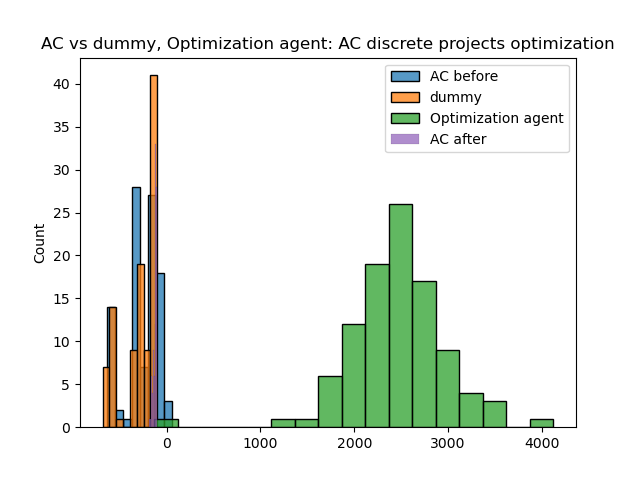 AC vs dummy, Optimization agent: AC discrete projects optimization
AC before
dummy
Optimization agent
AC after
Count
40
35
30
25
20
15
10
5
0
0 1000 2000 3000 4000